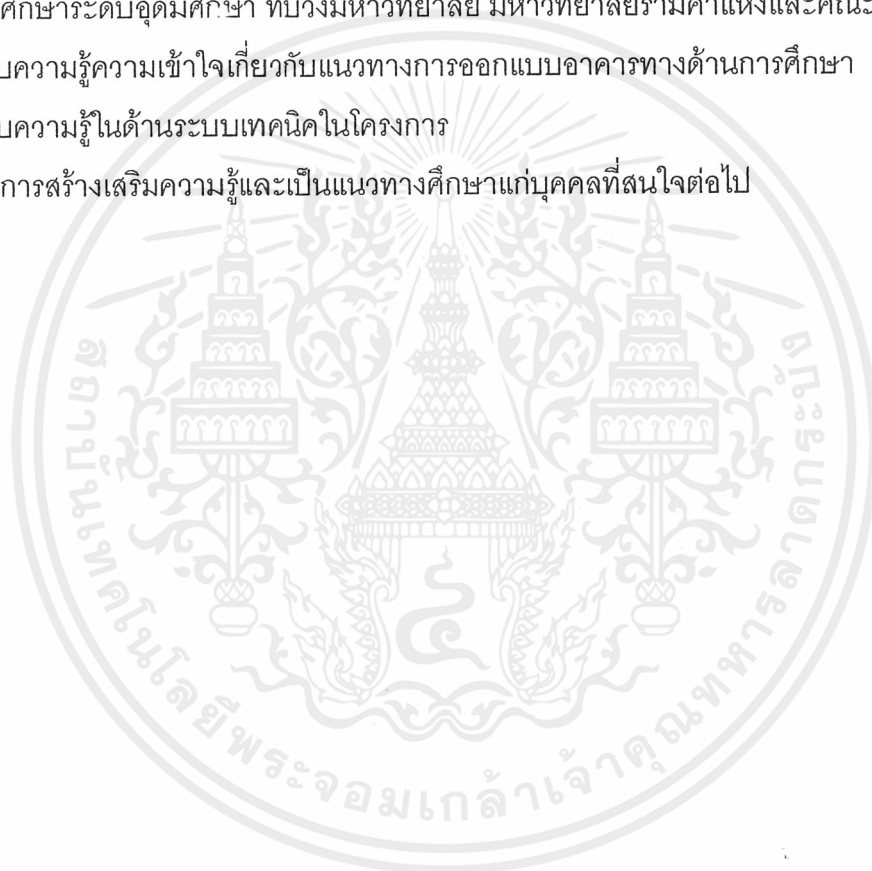 ศึกษาระดับอุดมศึกษา ทบวงมหาวิทยาลัย มหาวิทยาลัยรามคำแหงและคณะ
บความรู้ความเข้าใจเกี่ยวกับแนวทางการออกแบบอาคารทางด้านการศึกษา
บความรู้ในด้านระบบเทคนิคในโครงการ
การสร้างเสริมความรู้และเป็นแนวทางศึกษาแก่บุคคลที่สนใจต่อไป
สถาบันเทคโนโลยีพระจอมเกล้าเจ้าคุณทหารลาดกระบัง
๔